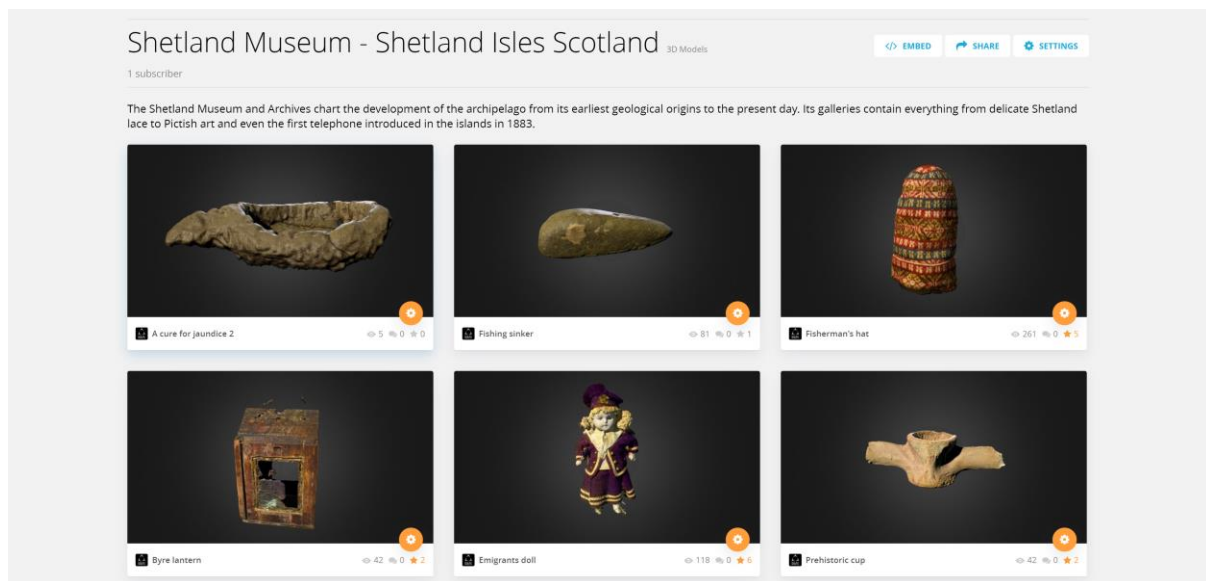 Shetland Museum - Shetland Isles Scotland 3D Models
</> EMBED SHARE SETTINGS
1 subscriber
The Shetland Museum and Archives chart the development of the archipelago from its earliest geological origins to the present day. Its galleries contain everything from delicate Shetland
lace to Pictish art and even the first telephone introduced in the islands in 1883.
A cure for jaundice 2 5 0 0
Fishing sinker 81 0 1
Fisherman's hat 261 0 5
Byre lantern 42 0 2
Emigrants doll 118 0 6
Prehistoric cup 42 0 2